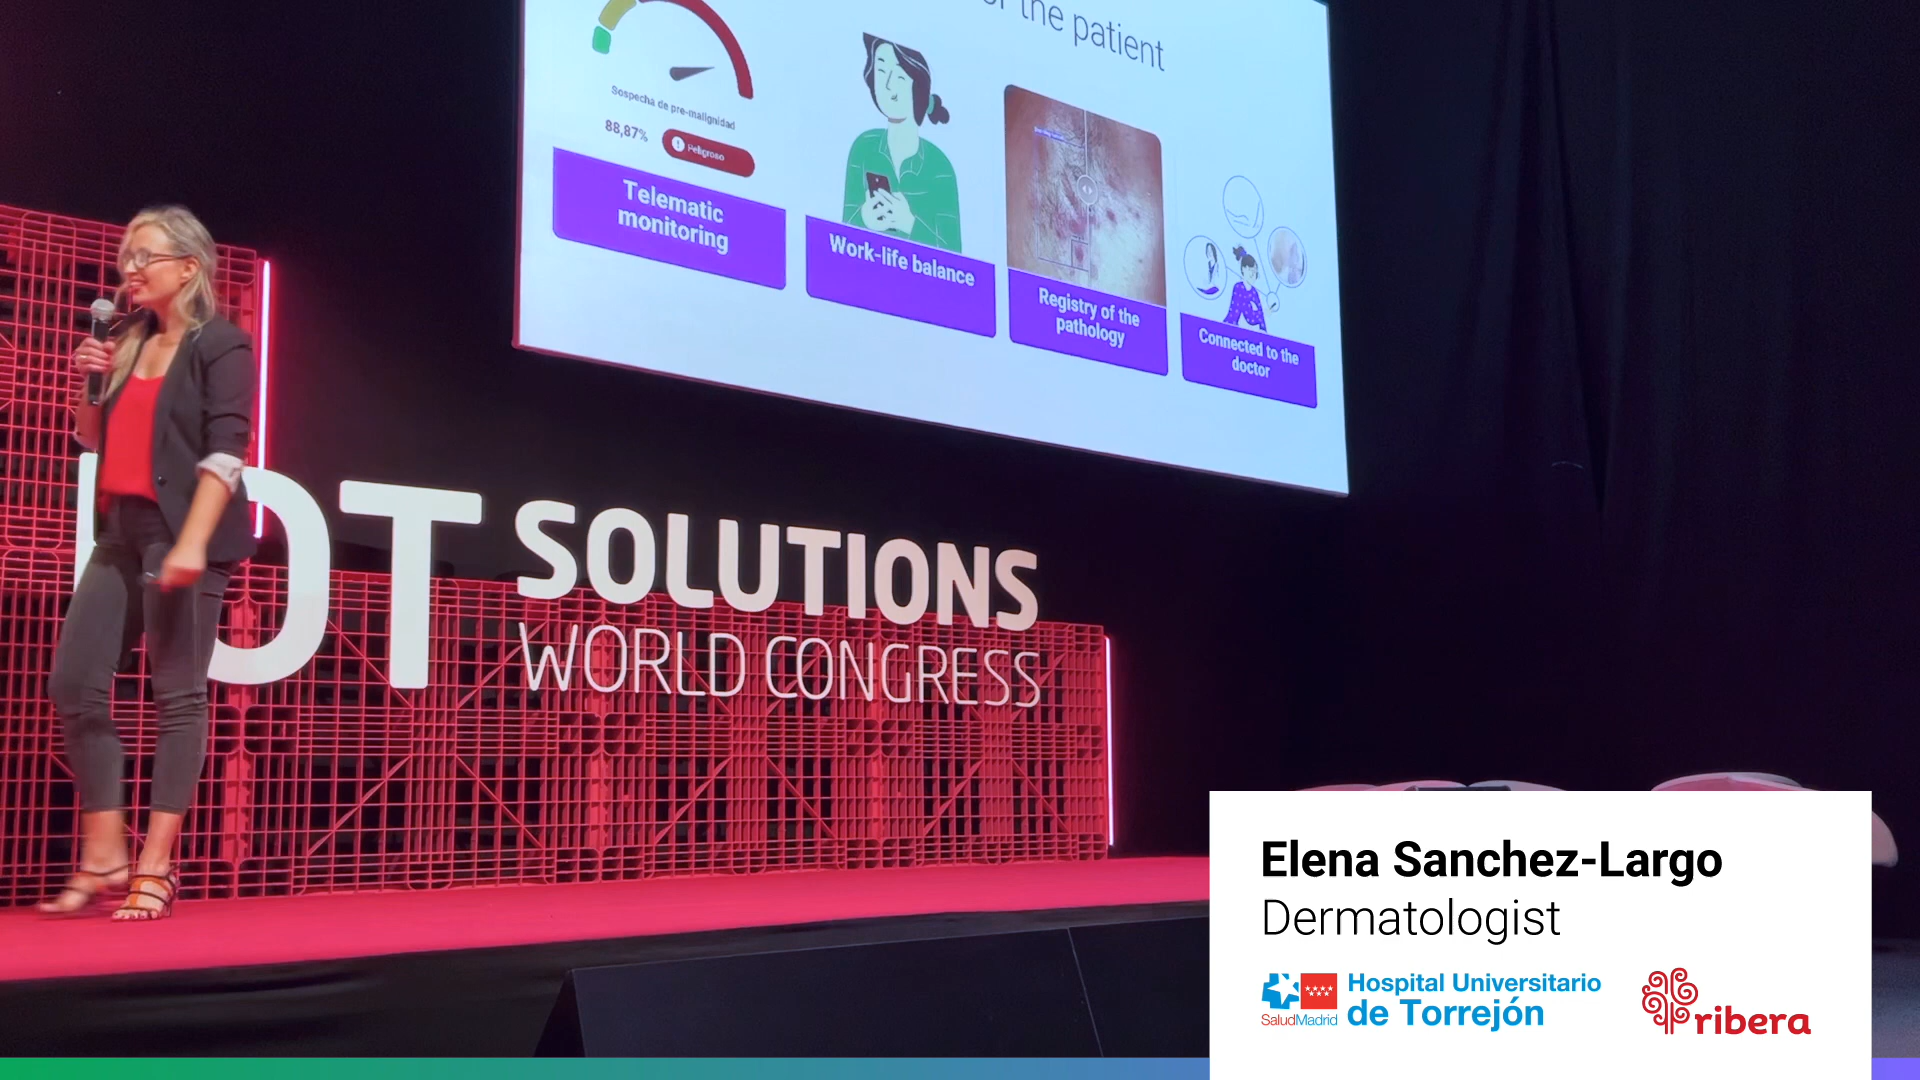 the patient
Sospecha de pre-malignidad
88,87%
Peligroso
Telematic
monitoring
Work-life balance
Registry of the
pathology
Connected to the
doctor
OT
SOLUTIONS
WORLD CONGRESS
Elena Sanchez-Largo
Dermatologist
SaludMadrid
Hospital Universitario
de Torrejón
ribera